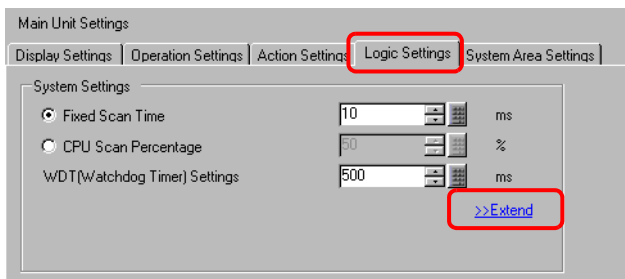 Main Unit Settings
Display Settings Operation Settings Action Settings Logic Settings System Area Settings
System Settings
Fixed Scan Time 10 ms
CPU Scan Percentage 50 %
WDT(Watchdog Timer) Settings 500 ms
>>Extend